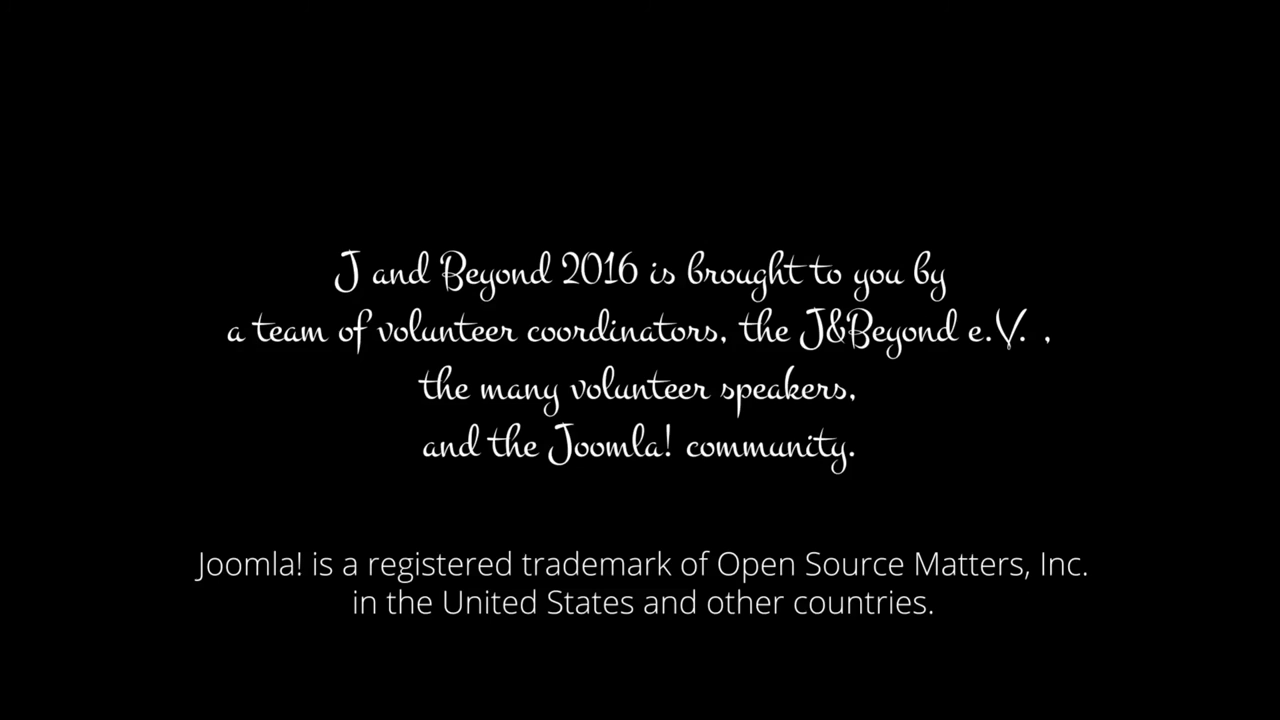 J and Beyond 2016 is brought to you by
a team of volunteer coordinators, the J&Beyond e.V. ,
the many volunteer speakers,
and the Joomla! community.
Joomla! is a registered trademark of Open Source Matters, Inc.
in the United States and other countries.